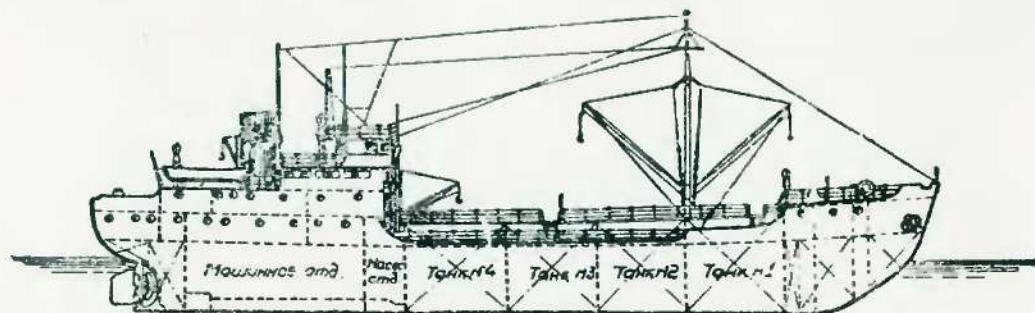 Машинное отд.
Насос.
отд.
Танк №4
Танк №3
Танк №2
Танк №1